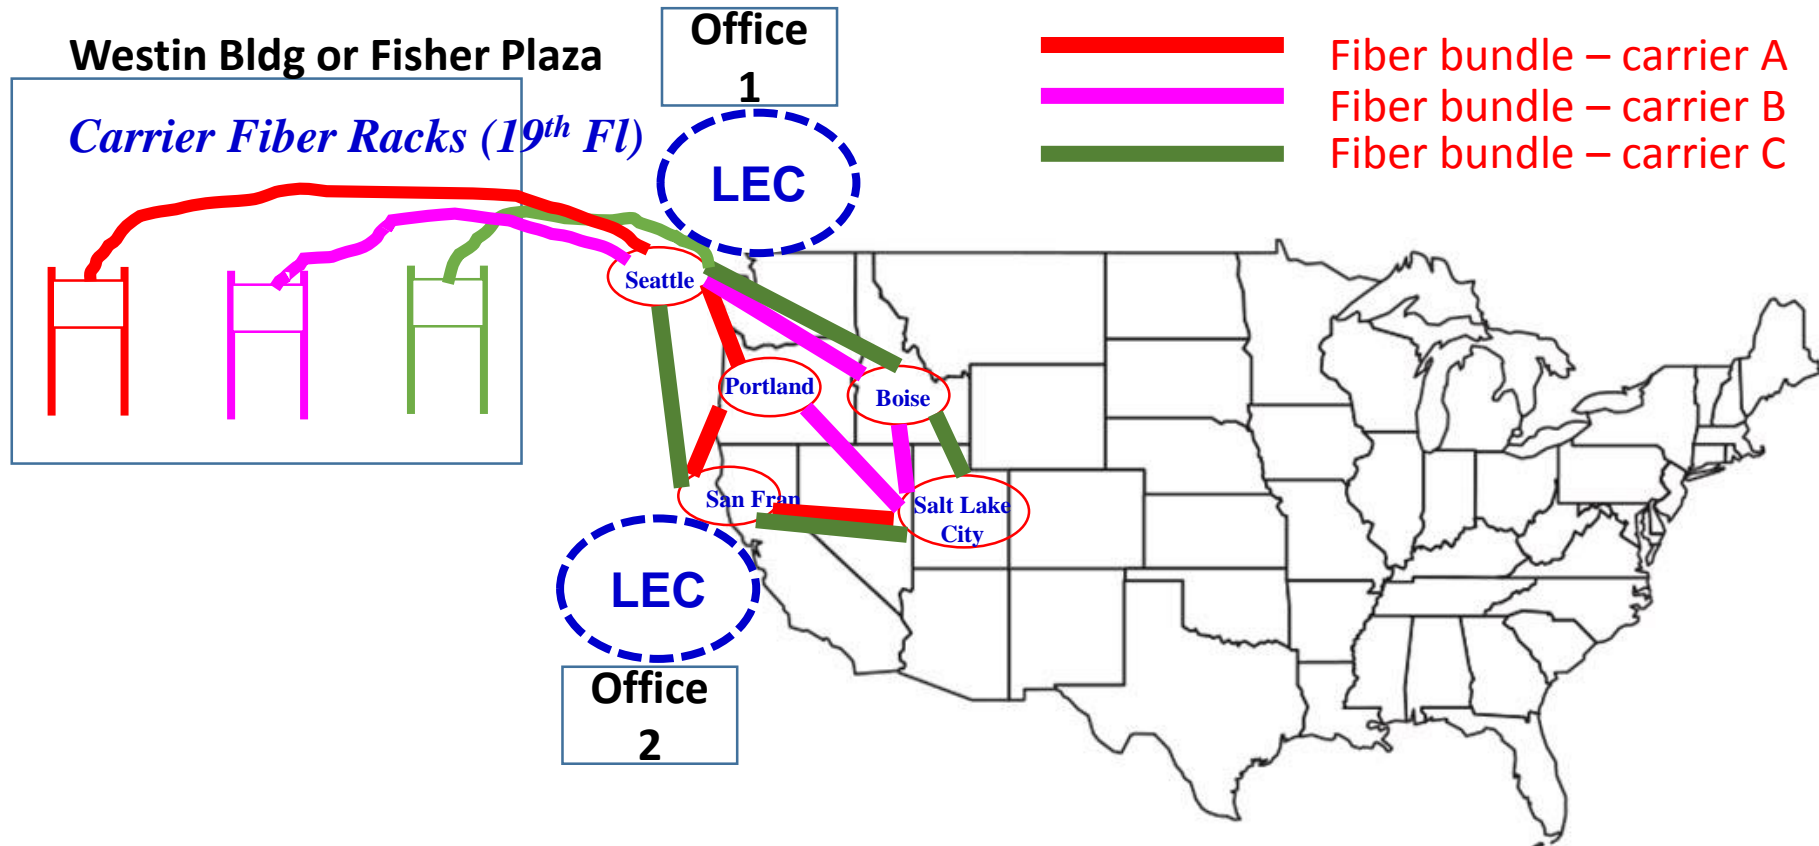 Westin Bldg or Fisher Plaza
Carrier Fiber Racks (19th Fl)
Office
1
LEC
Fiber bundle – carrier A
Fiber bundle – carrier B
Fiber bundle – carrier C
Seattle
Portland
Boise
San Fran
Salt Lake
City
LEC
Office
2